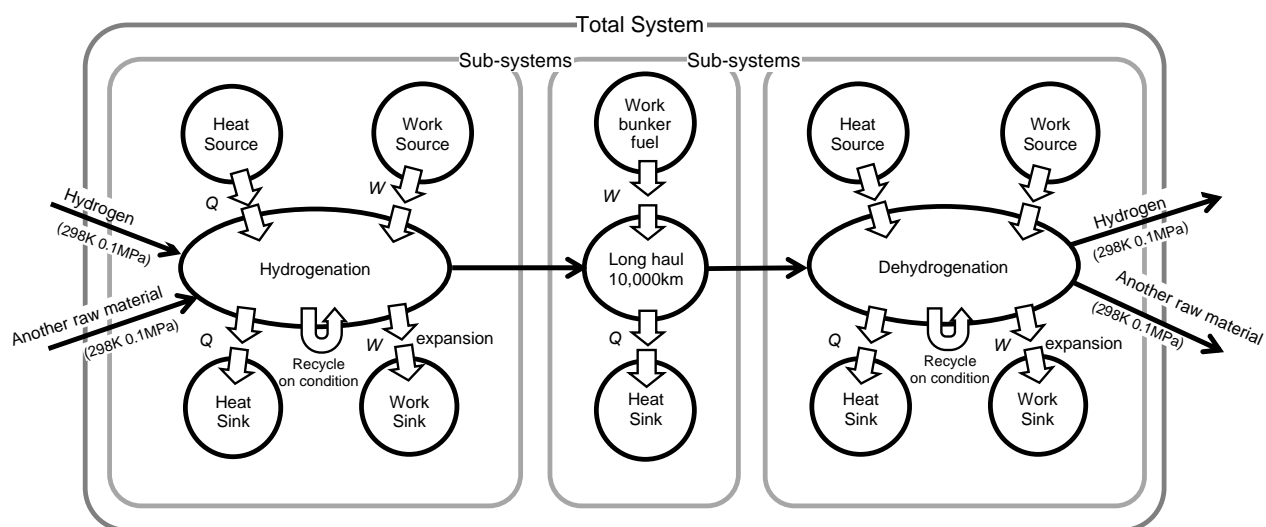 Total System
Sub-systems
Sub-systems
Heat
Source
Work
Source
Work
bunker
fuel
Heat
Source
Work
Source
Q
W
W
Hydrogen
(298K 0.1MPa)
Another raw material
(298K 0.1MPa)
Hydrogenation
Long haul
10,000km
Dehydrogenation
Hydrogen
(298K 0.1MPa)
Another raw material
(298K 0.1MPa)
Q
Recycle
on condition
W
expansion
Q
Q
Recycle
on condition
W
expansion
Heat
Sink
Work
Sink
Heat
Sink
Heat
Sink
Work
Sink